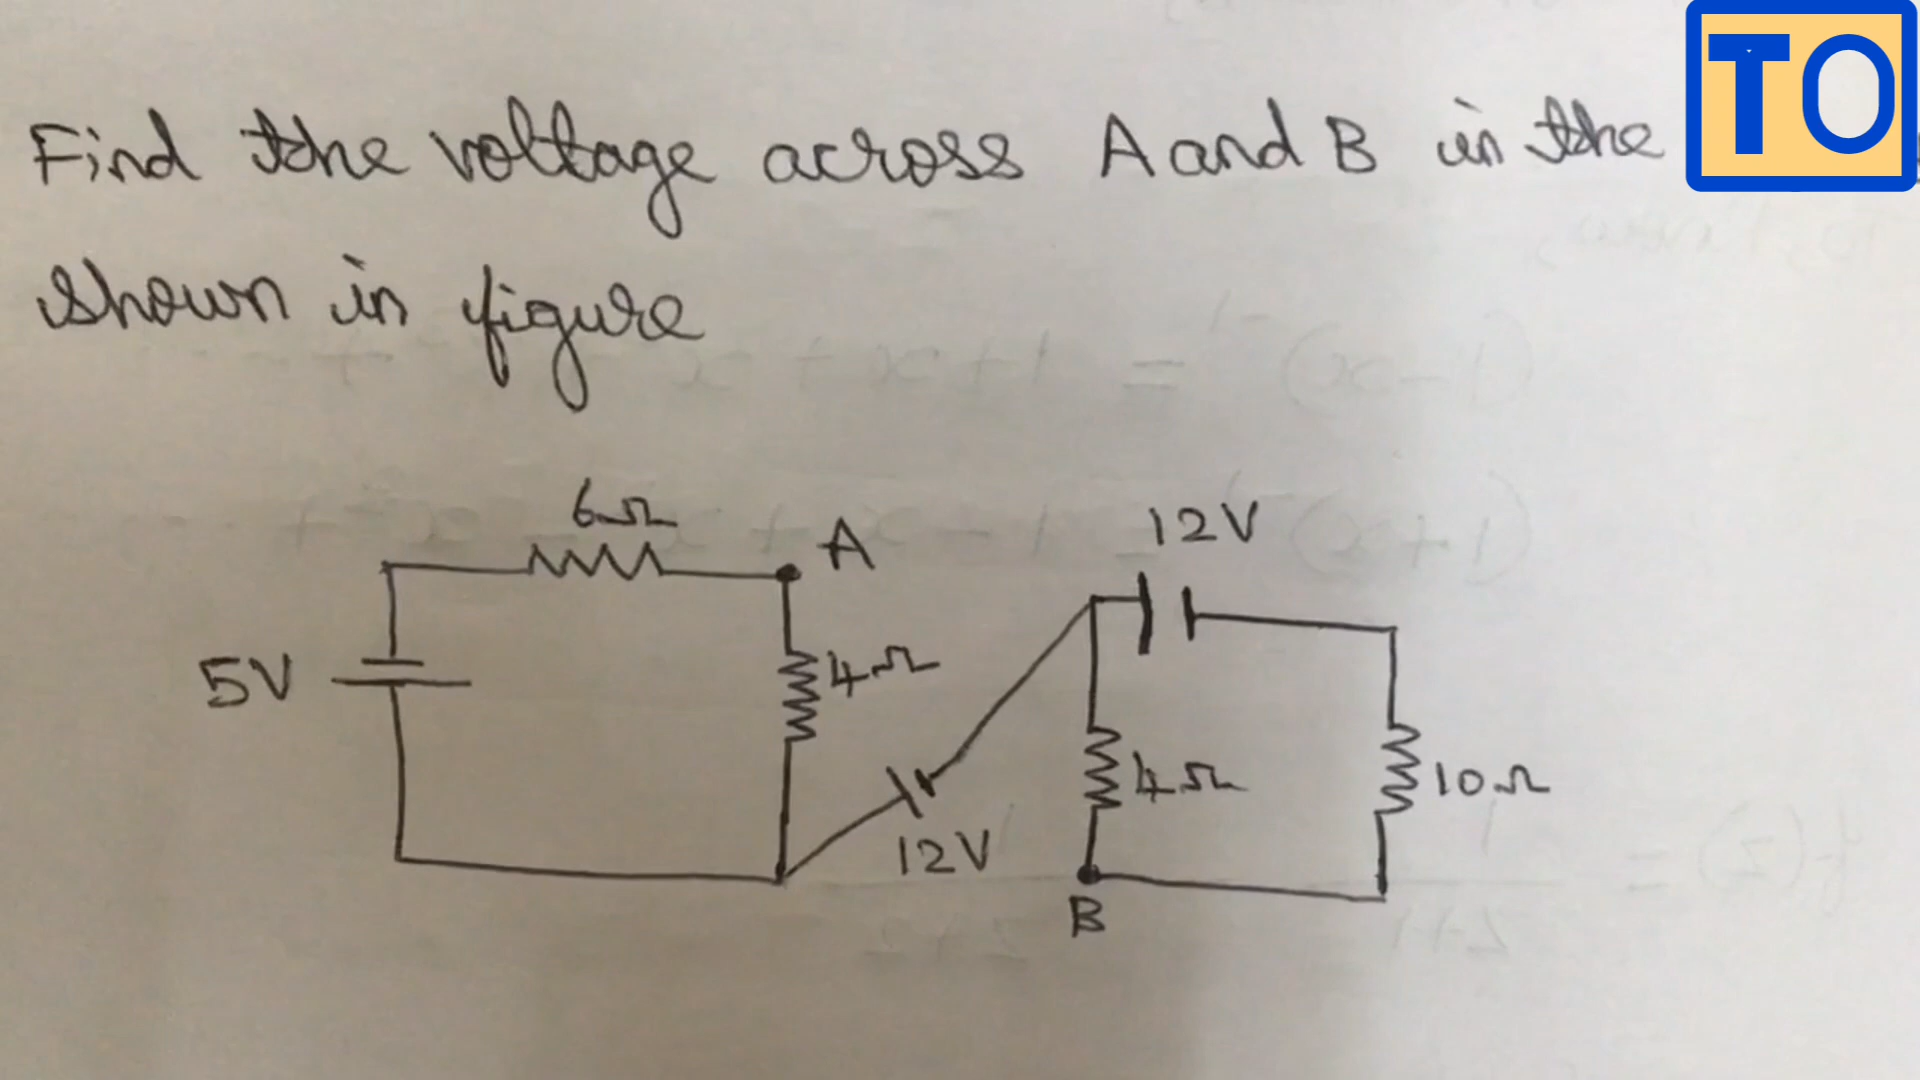 Find the voltage across A and B in the
TO
shown in figure
6Ω
A
12V
5V
4Ω
4Ω
10Ω
12V
B